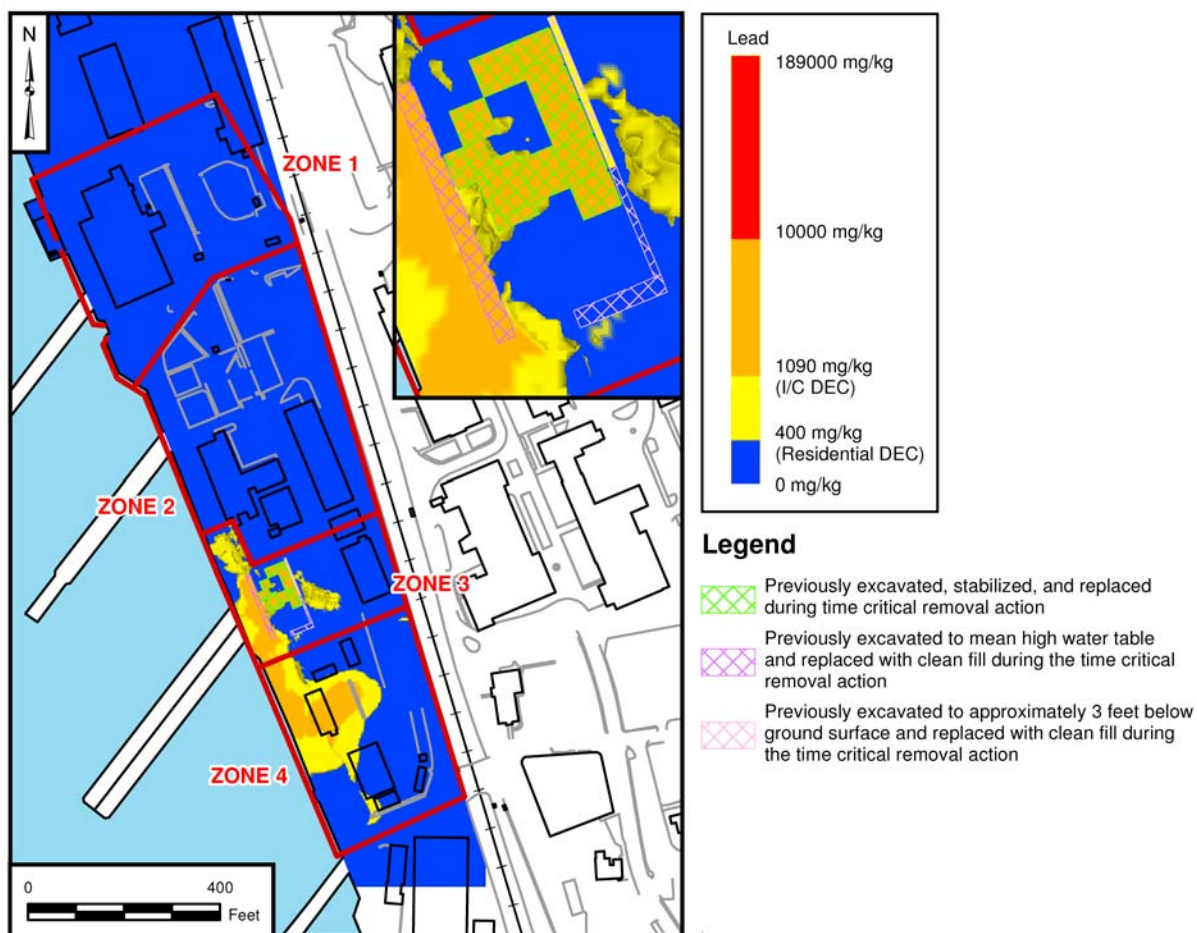 N
ZONE 1
ZONE 2
ZONE 3
ZONE 4
0
400
Feet
Lead
189000 mg/kg
10000 mg/kg
1090 mg/kg
(I/C DEC)
400 mg/kg
(Residential DEC)
0 mg/kg
Legend
Previously excavated, stabilized, and replaced
during time critical removal action
Previously excavated to mean high water table
and replaced with clean fill during the time critical
removal action
Previously excavated to approximately 3 feet below
ground surface and replaced with clean fill during
the time critical removal action